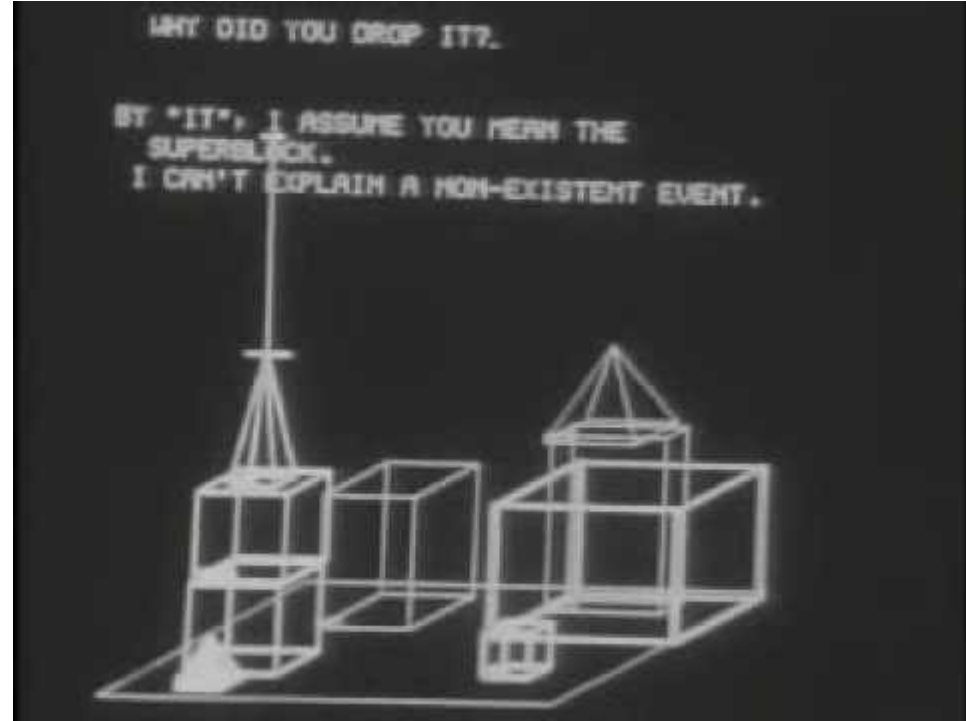 WHY DID YOU DROP IT?_
BY "IT", I ASSUME YOU MEAN THE
SUPERBLOCK.
I CAN'T EXPLAIN A NON-EXISTENT EVENT.